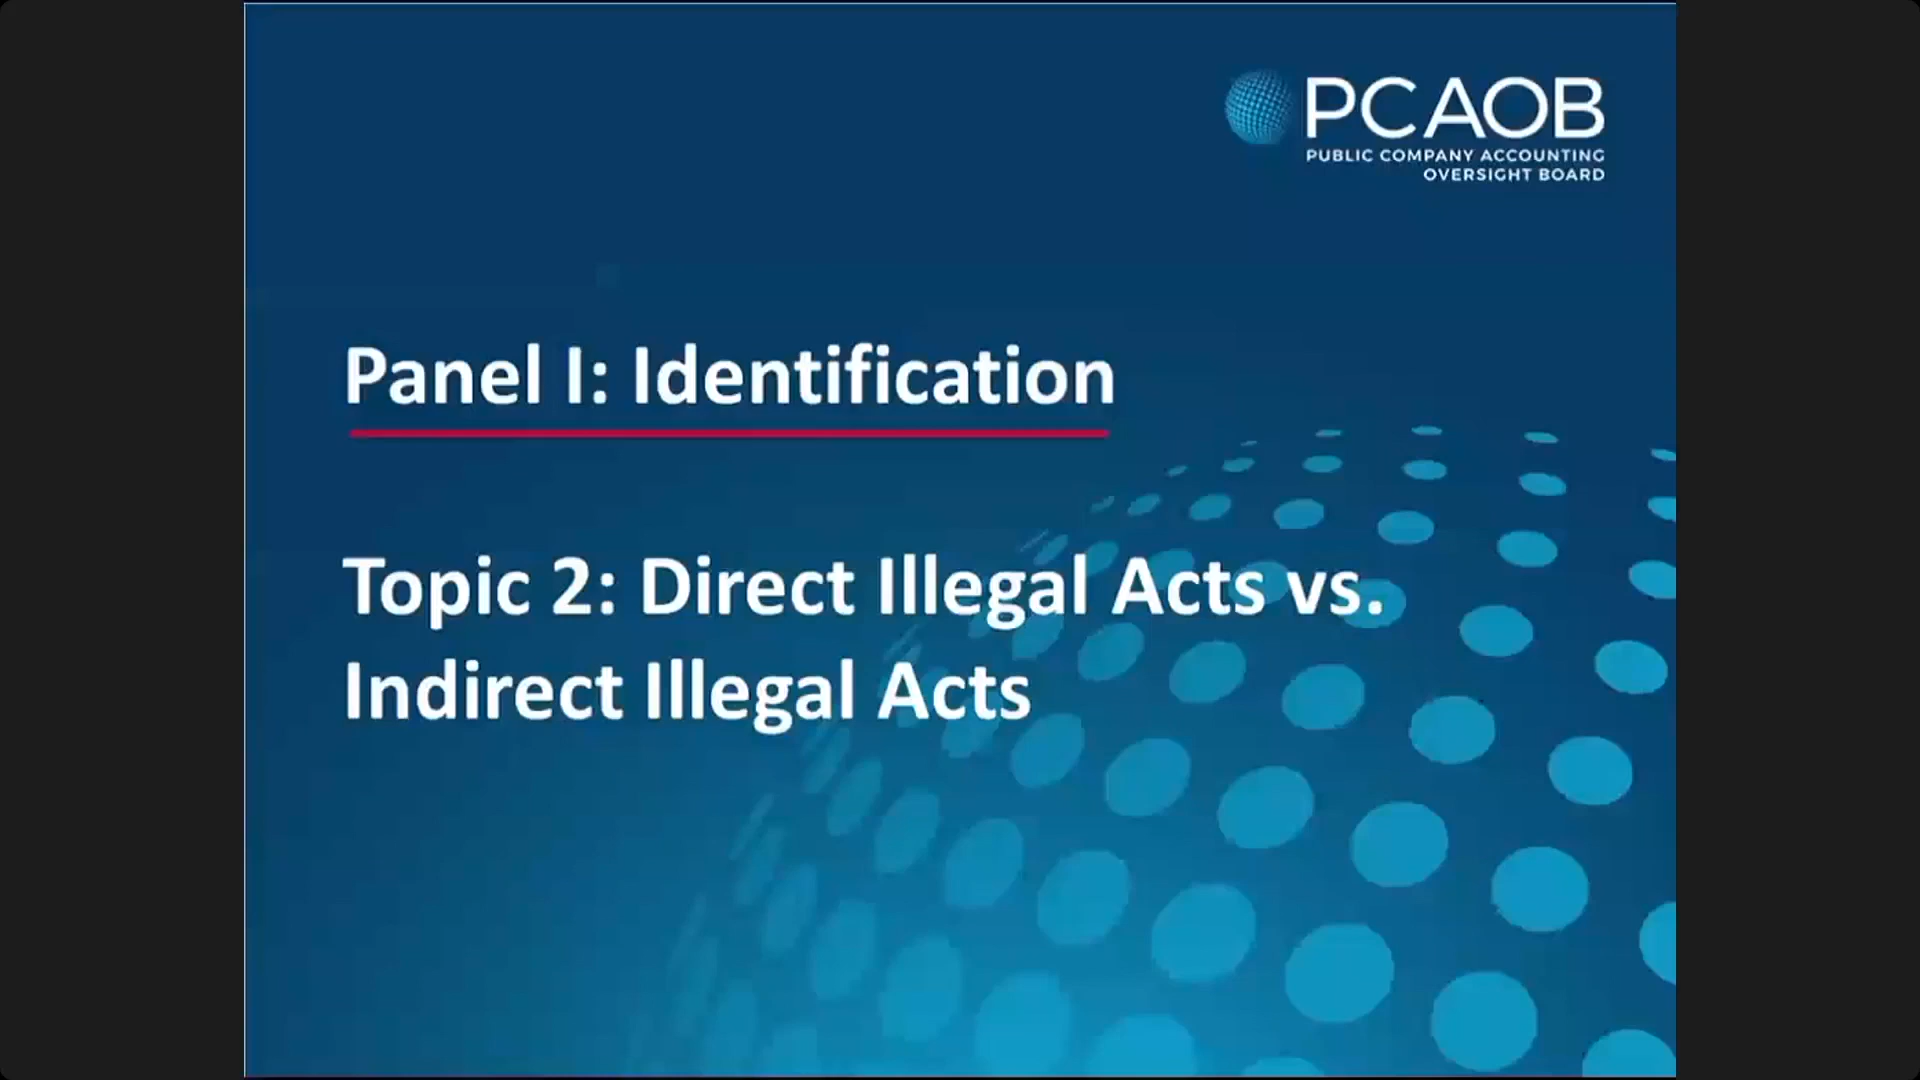 PCAOB
PUBLIC COMPANY ACCOUNTING
OVERSIGHT BOARD
Panel I: Identification
Topic 2: Direct Illegal Acts vs.
Indirect Illegal Acts